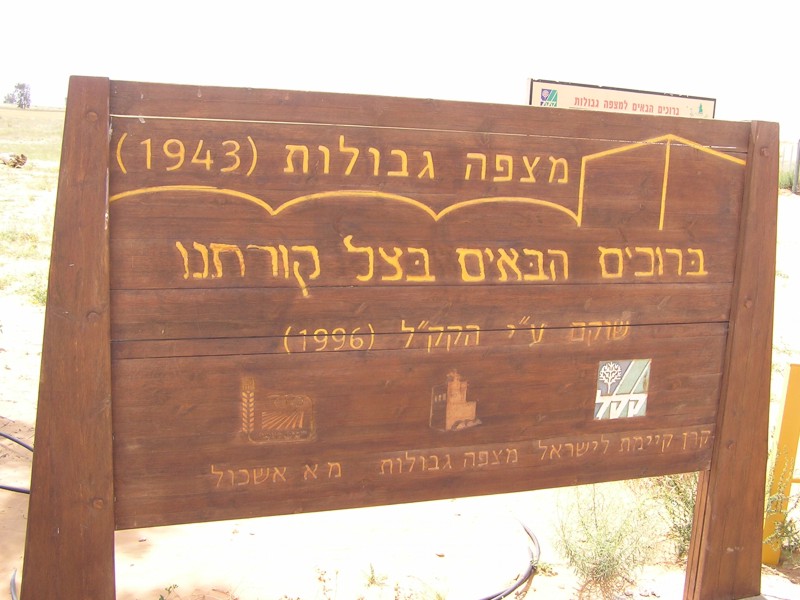 ברוכים הבאים למצפה גבולות
מצפה גבולות (1943)
ברוכים הבאים בצל קורתנו
שוקם ע״י הקק״ל (1996)
קק״ל
קרן קיימת לישראל מצפה גבולות מ א אשכול